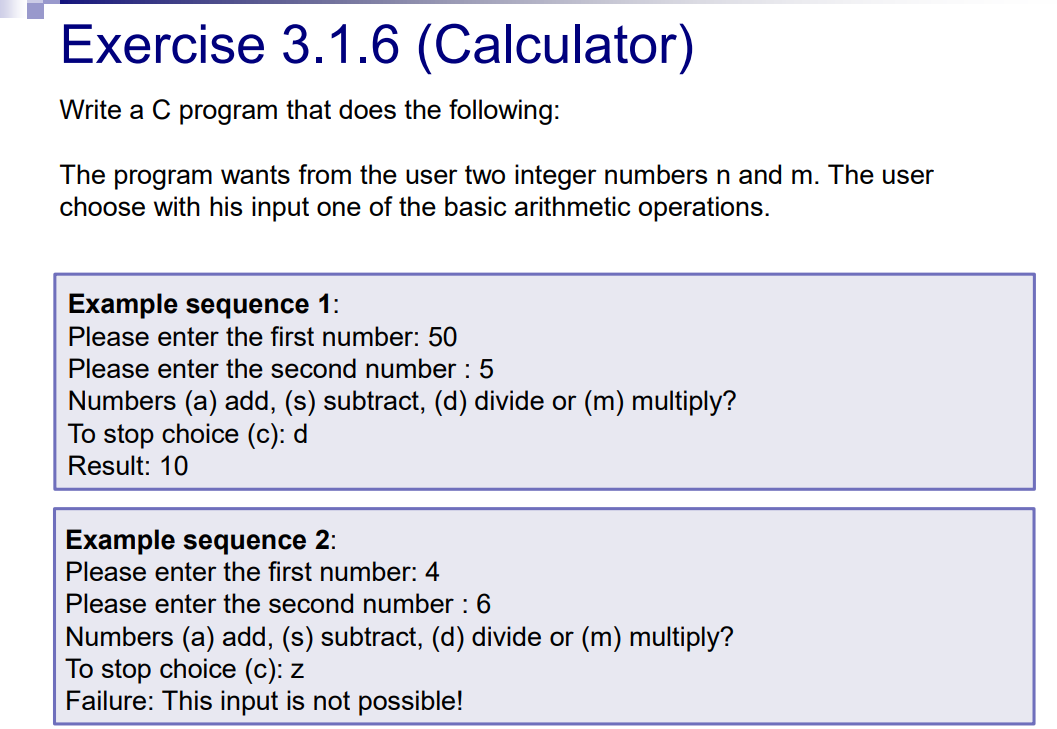 Exercise 3.1.6 (Calculator)
Write a C program that does the following:
The program wants from the user two integer numbers n and m. The user
choose with his input one of the basic arithmetic operations.
Example sequence 1:
Please enter the first number: 50
Please enter the second number : 5
Numbers (a) add, (s) subtract, (d) divide or (m) multiply?
To stop choice (c): d
Result: 10
Example sequence 2:
Please enter the first number: 4
Please enter the second number : 6
Numbers (a) add, (s) subtract, (d) divide or (m) multiply?
To stop choice (c): z
Failure: This input is not possible!